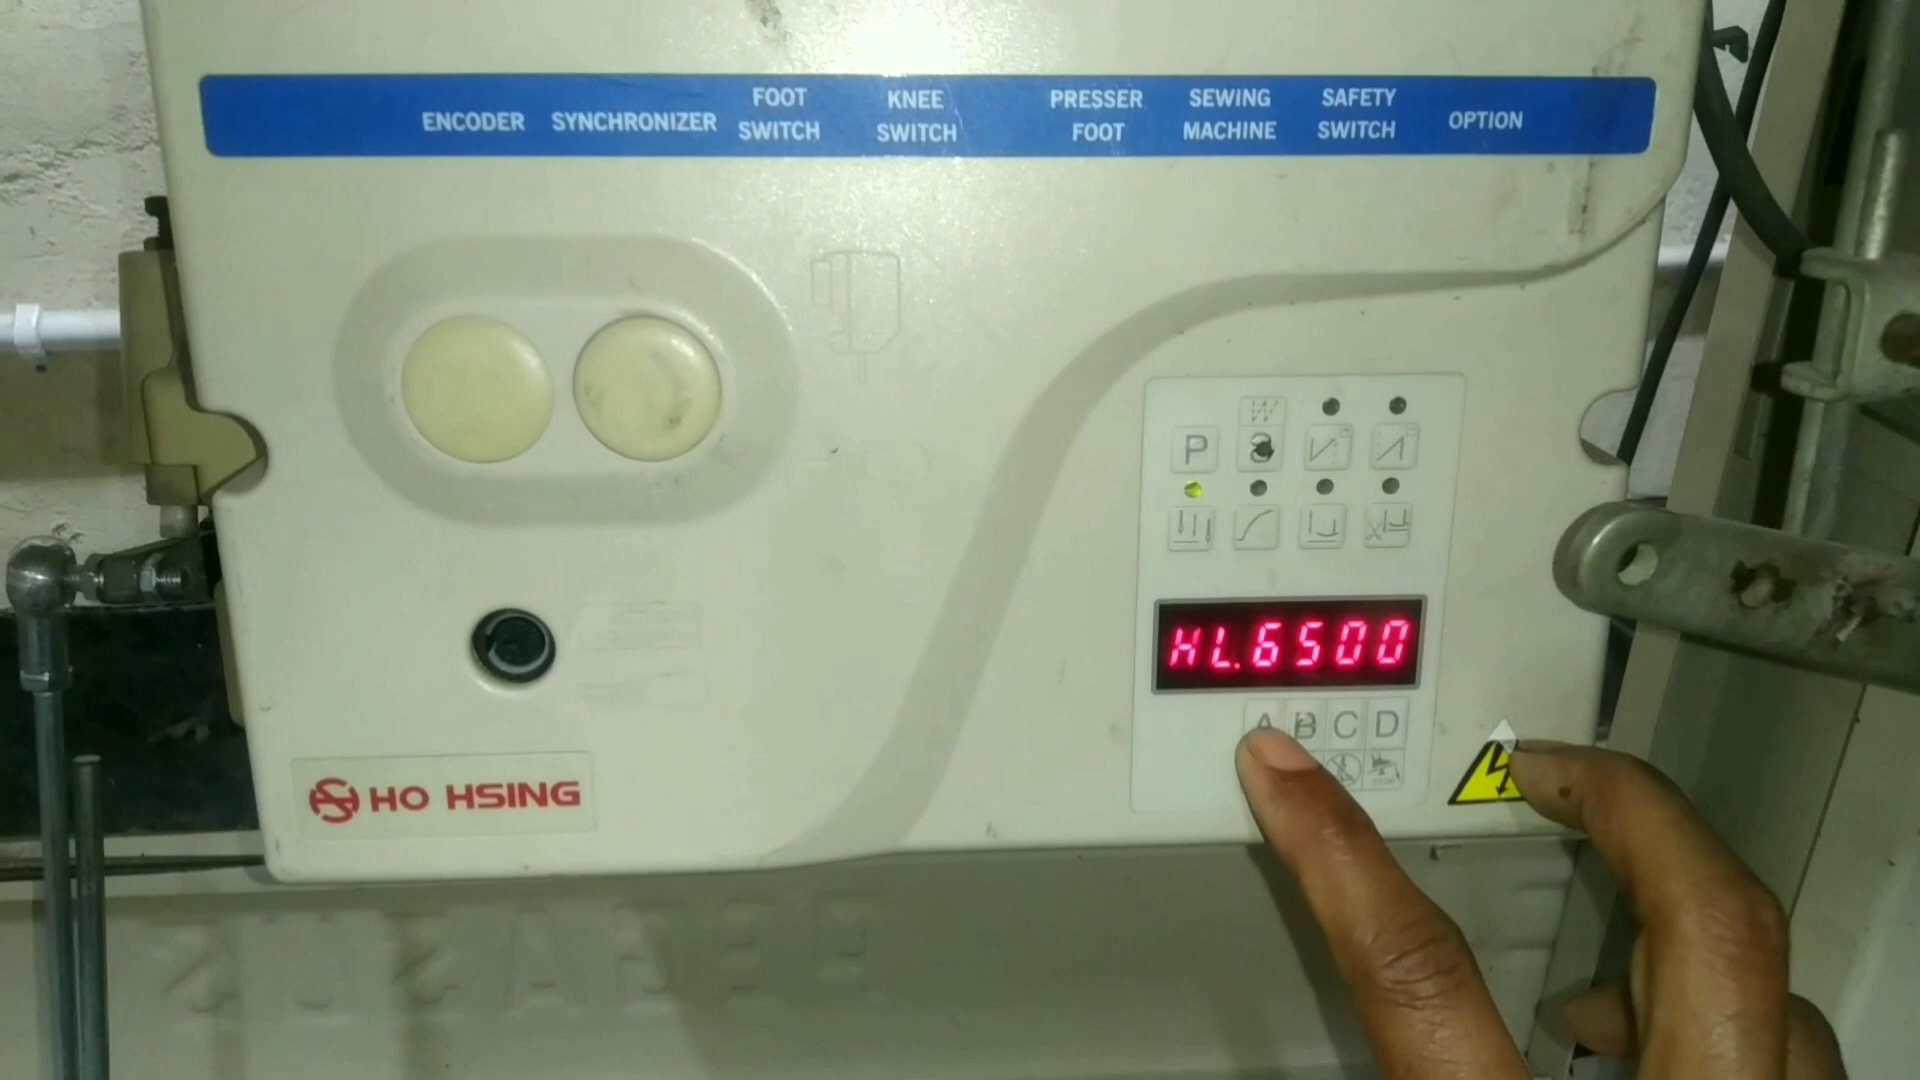 ENCODER SYNCHRONIZER FOOT SWITCH KNEE SWITCH PRESSER FOOT SEWING MACHINE SAFETY SWITCH OPTION
P
HL.6500
A B C D
HO HSING